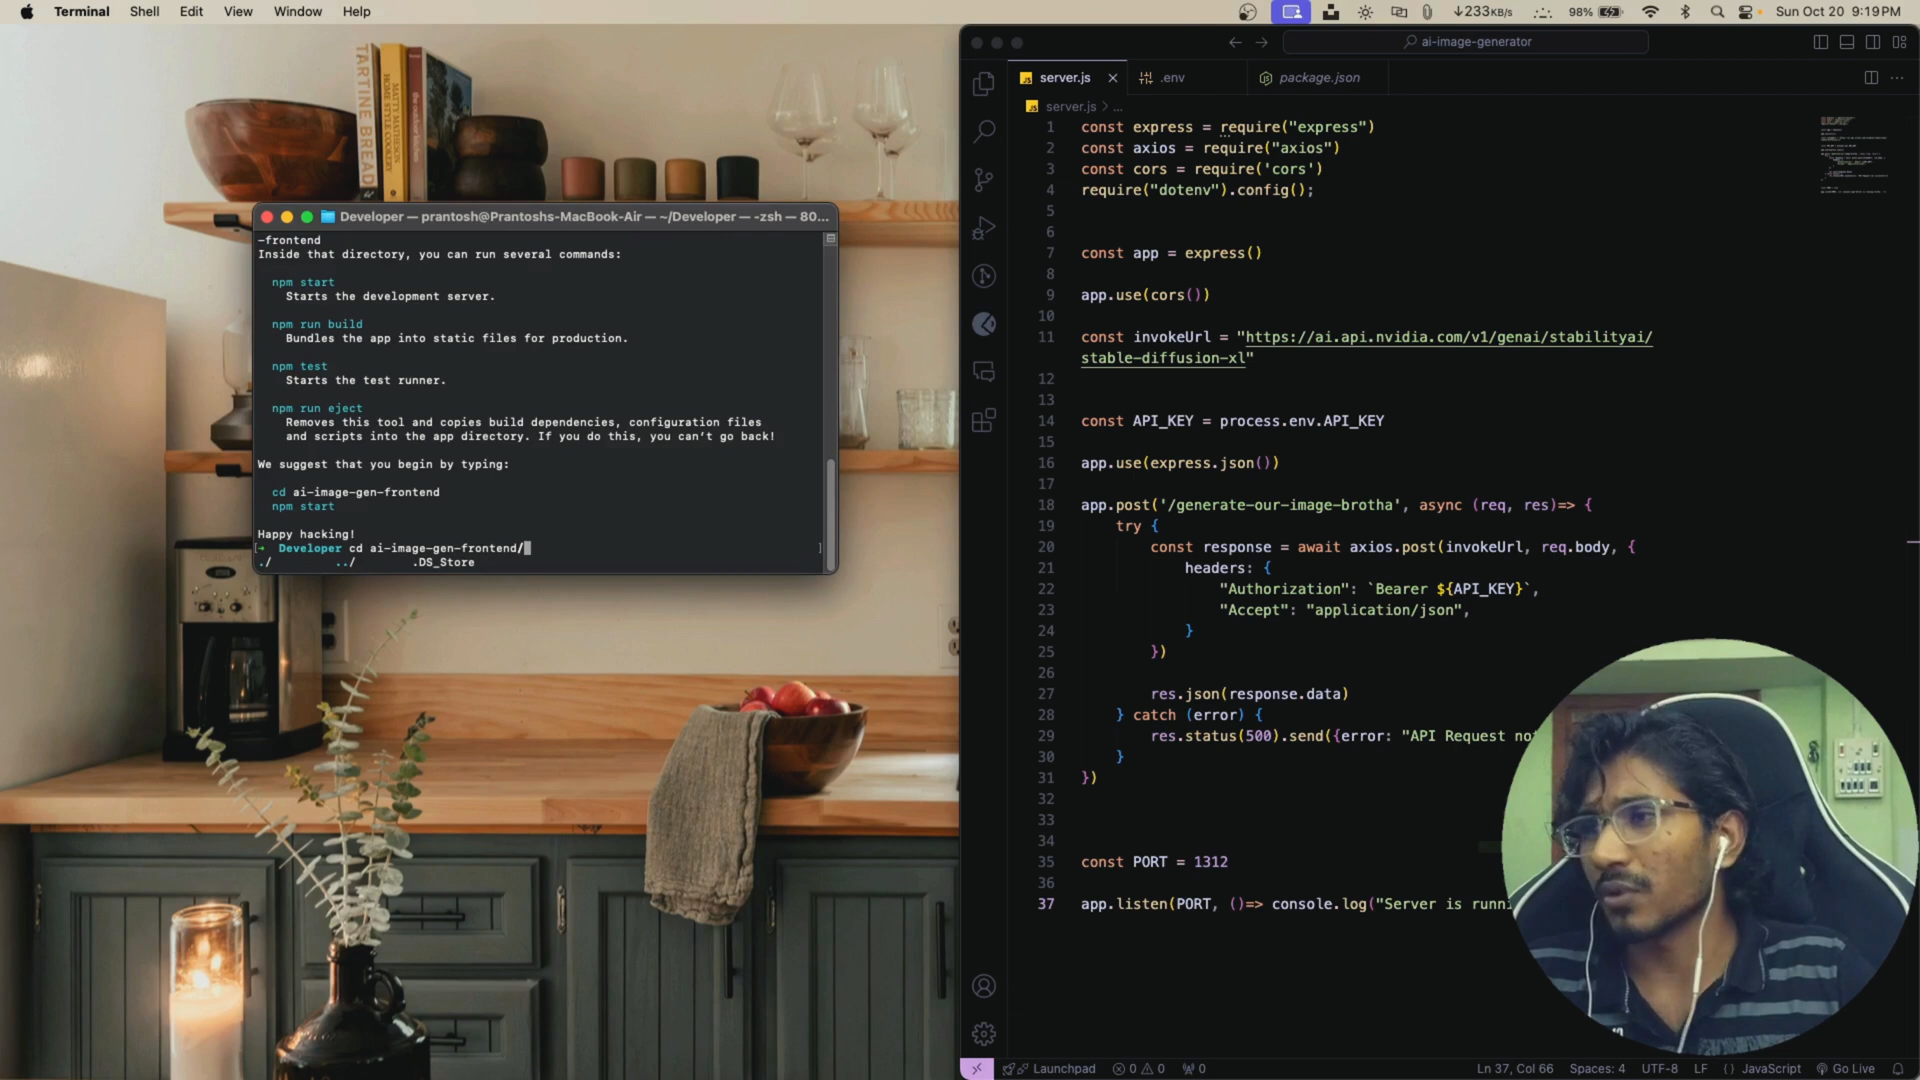 Terminal Shell Edit View Window Help
↓233KB/s 98% Sun Oct 20 9:19 PM
TARTINE BREAD
MATTY MATHESON
HOME STYLE COOKERY
Developer — prantosh@Prantoshs-MacBook-Air — ~/Developer — -zsh — 80...
-frontend
Inside that directory, you can run several commands:
npm start
Starts the development server.
npm run build
Bundles the app into static files for production.
npm test
Starts the test runner.
npm run eject
Removes this tool and copies build dependencies, configuration files
and scripts into the app directory. If you do this, you can't go back!
We suggest that you begin by typing:
cd ai-image-gen-frontend
npm start
Happy hacking!
[→ Developer cd ai-image-gen-frontend/ ]
./ ../ .DS_Store
ai-image-generator
JS server.js × .env package.json
JS server.js > ...
1 const express = require("express")
2 const axios = require("axios")
3 const cors = require('cors')
4 require("dotenv").config();
5
6
7 const app = express()
8
9 app.use(cors())
10
11 const invokeUrl = "https://ai.api.nvidia.com/v1/genai/stabilityai/
stable-diffusion-xl"
12
13
14 const API_KEY = process.env.API_KEY
15
16 app.use(express.json())
17
18 app.post('/generate-our-image-brotha', async (req, res)=> {
19 try {
20 const response = await axios.post(invokeUrl, req.body, {
21 headers: {
22 "Authorization": `Bearer ${API_KEY}`,
23 "Accept": "application/json",
24 }
25 })
26
27 res.json(response.data)
28 } catch (error) {
29 res.status(500).send({error: "API Request no
30 }
31 })
32
33
34
35 const PORT = 1312
36
37 app.listen(PORT, ()=> console.log("Server is runn
Launchpad 0 0 0 Ln 37, Col 66 Spaces: 4 UTF-8 LF {} JavaScript Go Live